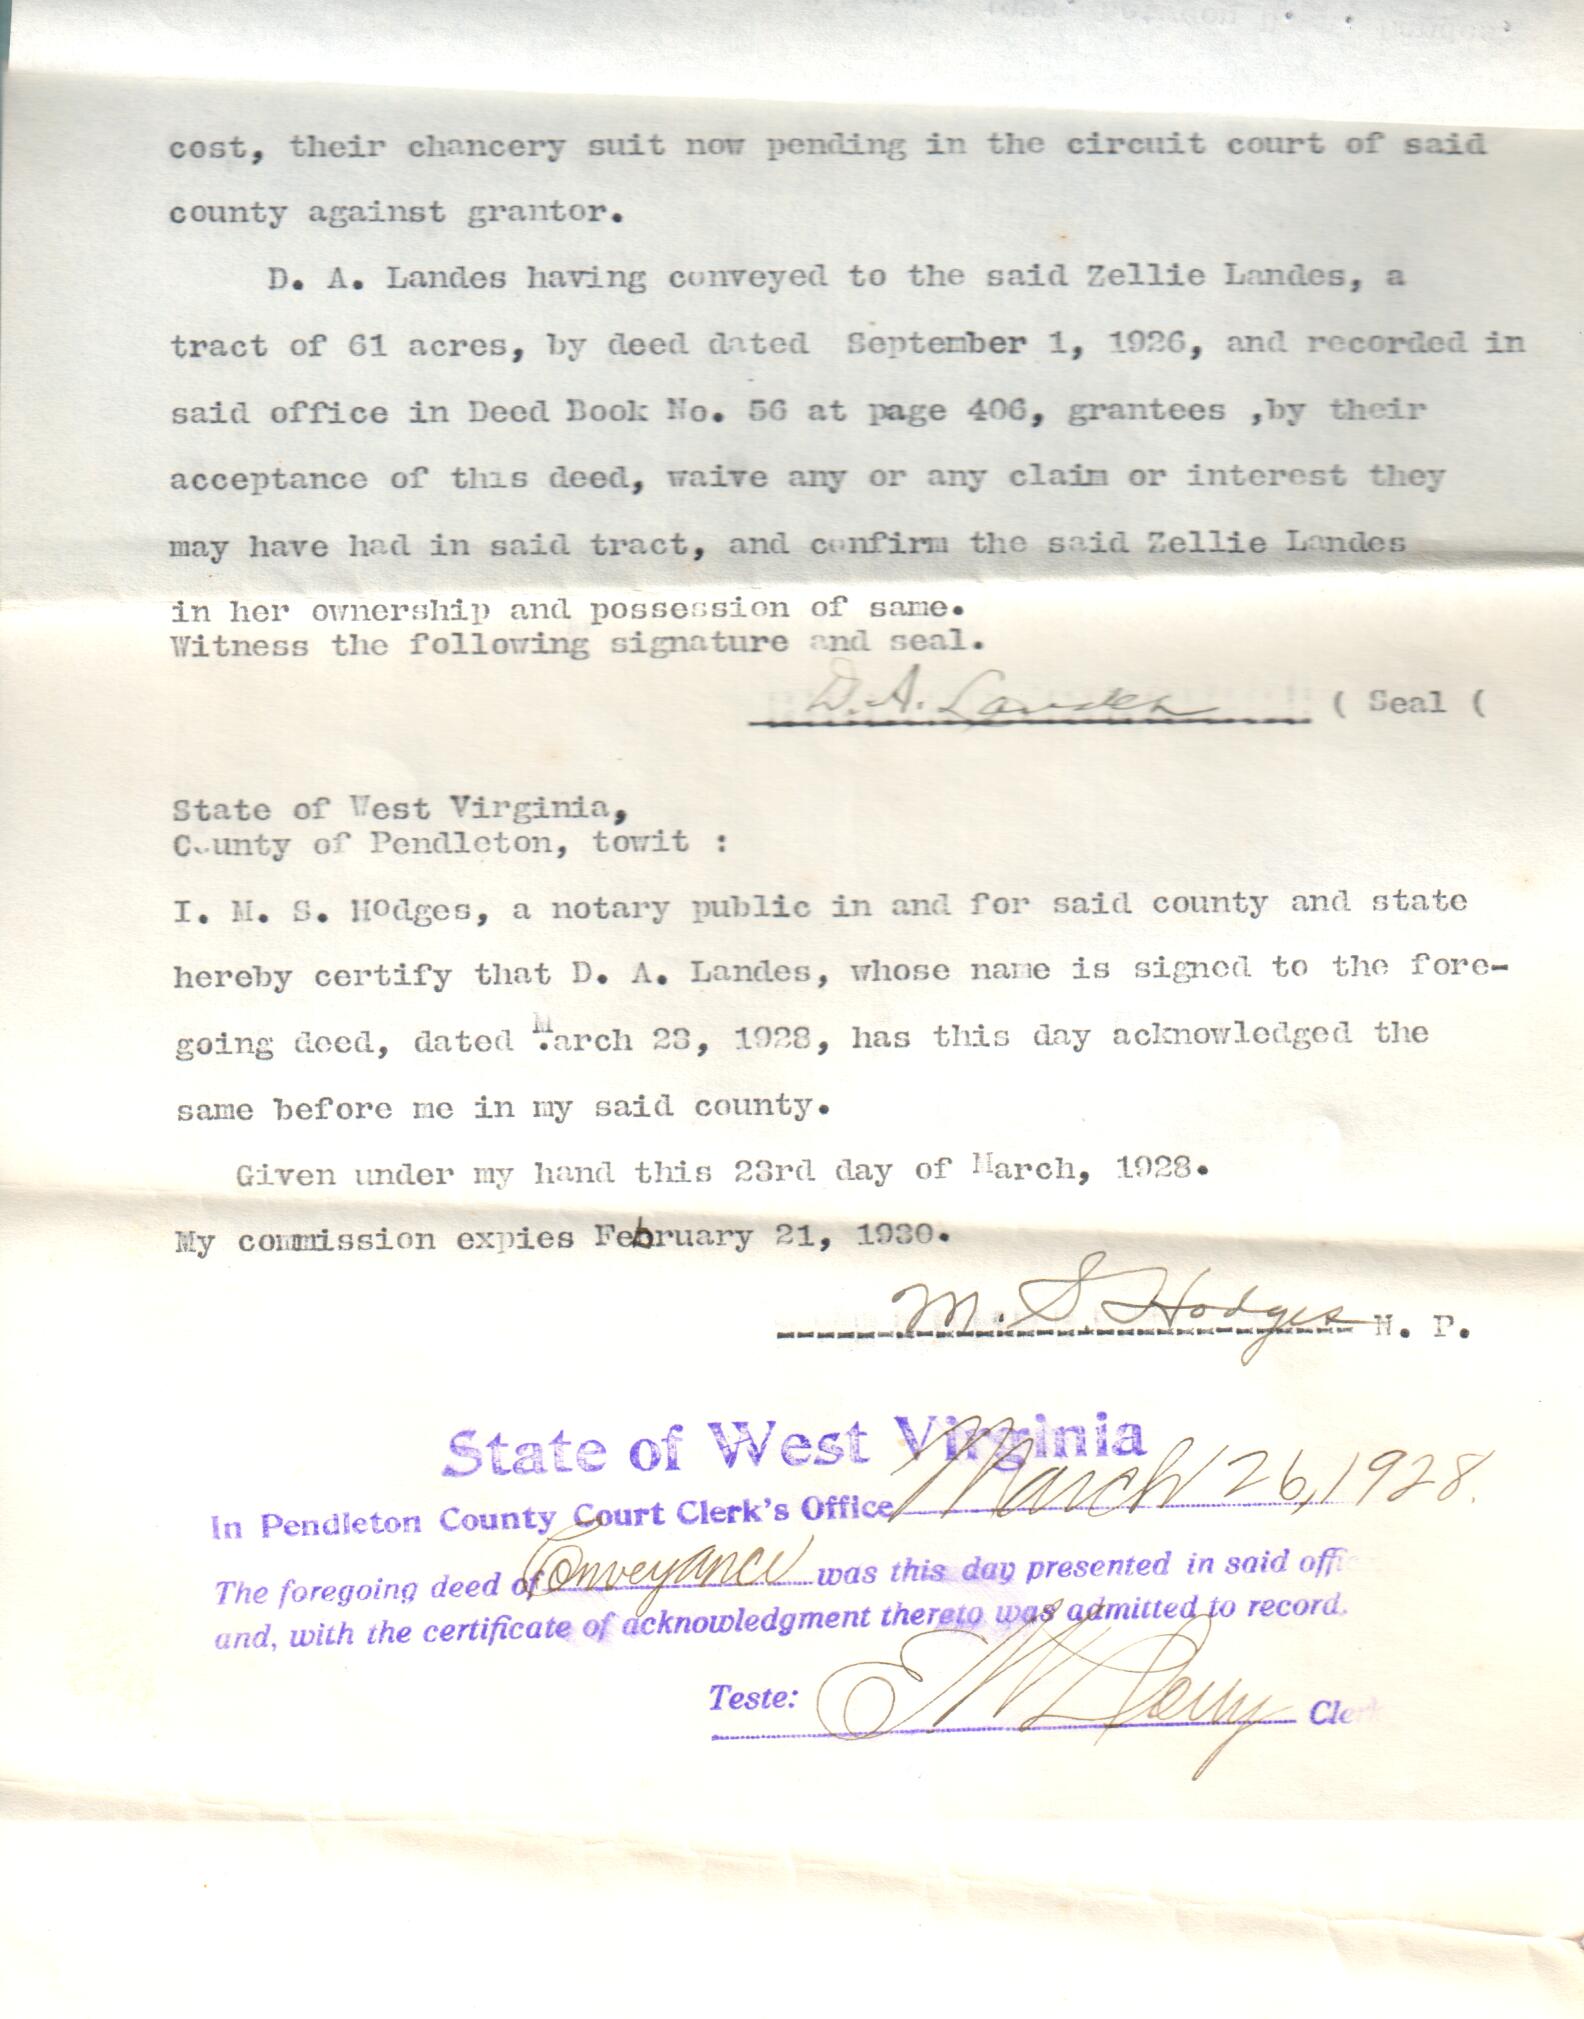 cost, their chancery suit now pending in the circuit court of said
county against grantor.
D. A. Landes having conveyed to the said Zellie Landes, a
tract of 61 acres, by deed dated September 1, 1926, and recorded in
said office in Deed Book No. 56 at page 406, grantees ,by their
acceptance of this deed, waive any or any claim or interest they
may have had in said tract, and confirm the said Zellie Landes
in her ownership and possession of same.
Witness the following signature and seal.
D. A. Landes ( Seal (
State of West Virginia,
County of Pendleton, towit :
I. M. S. Hodges, a notary public in and for said county and state
hereby certify that D. A. Landes, whose name is signed to the fore-
going deed, dated March 23, 1928, has this day acknowledged the
same before me in my said county.
Given under my hand this 23rd day of March, 1928.
My commission expies February 21, 1930.
M. S. Hodges N. P.
State of West Virginia
In Pendleton County Court Clerk's Office March 26, 1928.
The foregoing deed of Conveyance was this day presented in said offi
and, with the certificate of acknowledgment thereto was admitted to record.
Teste: E W Clerk